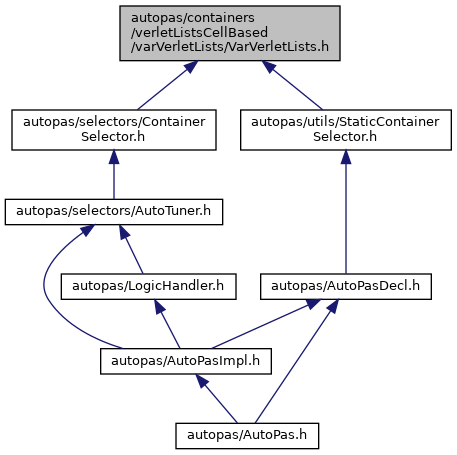 autopas/containers
/verletListsCellBased
/varVerletLists/VarVerletLists.h
autopas/selectors/Container
Selector.h
autopas/utils/StaticContainer
Selector.h
autopas/selectors/AutoTuner.h
autopas/LogicHandler.h
autopas/AutoPasDecl.h
autopas/AutoPasImpl.h
autopas/AutoPas.h